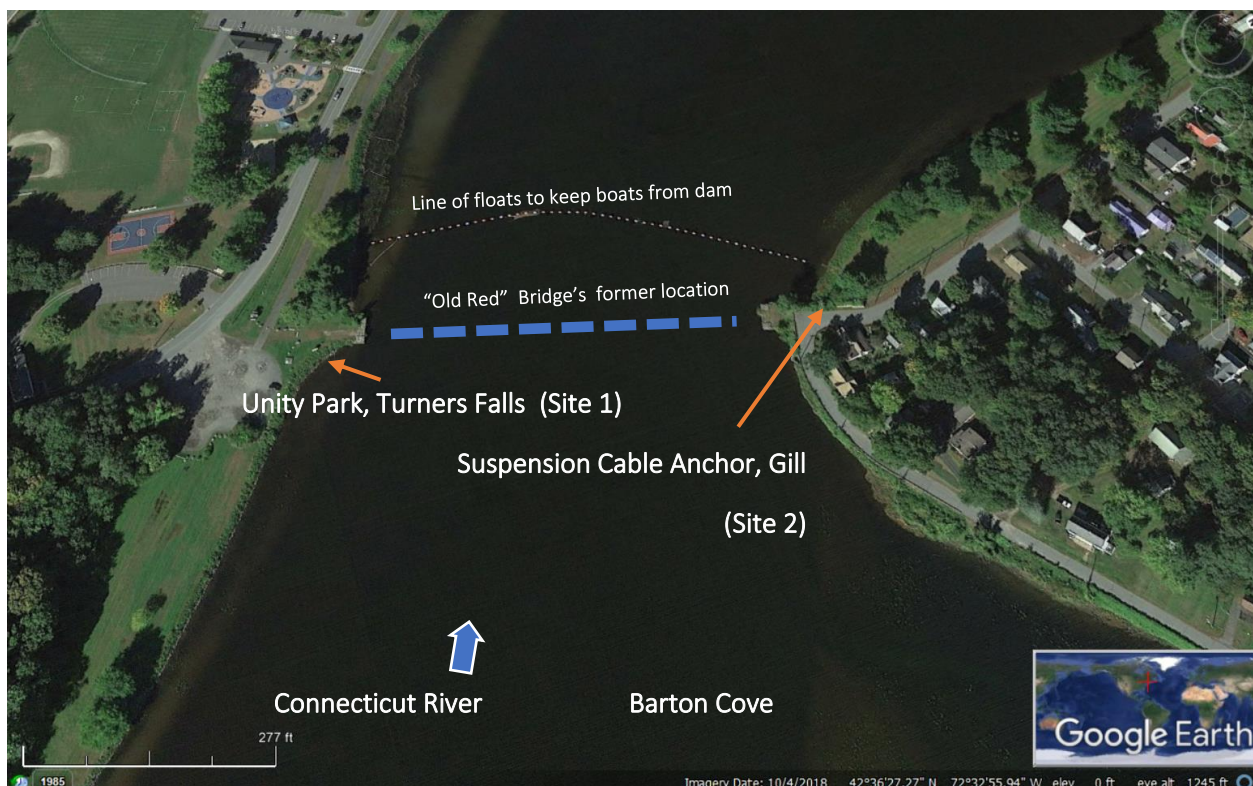 Line of floats to keep boats from dam
“Old Red” Bridge’s former location
Unity Park, Turners Falls (Site 1)
Suspension Cable Anchor, Gill
(Site 2)
Connecticut River
Barton Cove
277 ft
Google Earth
1985
Imagery Date: 10/4/2018 42°36'27.27" N 72°32'55.94" W elev 0 ft eye alt 1245 ft